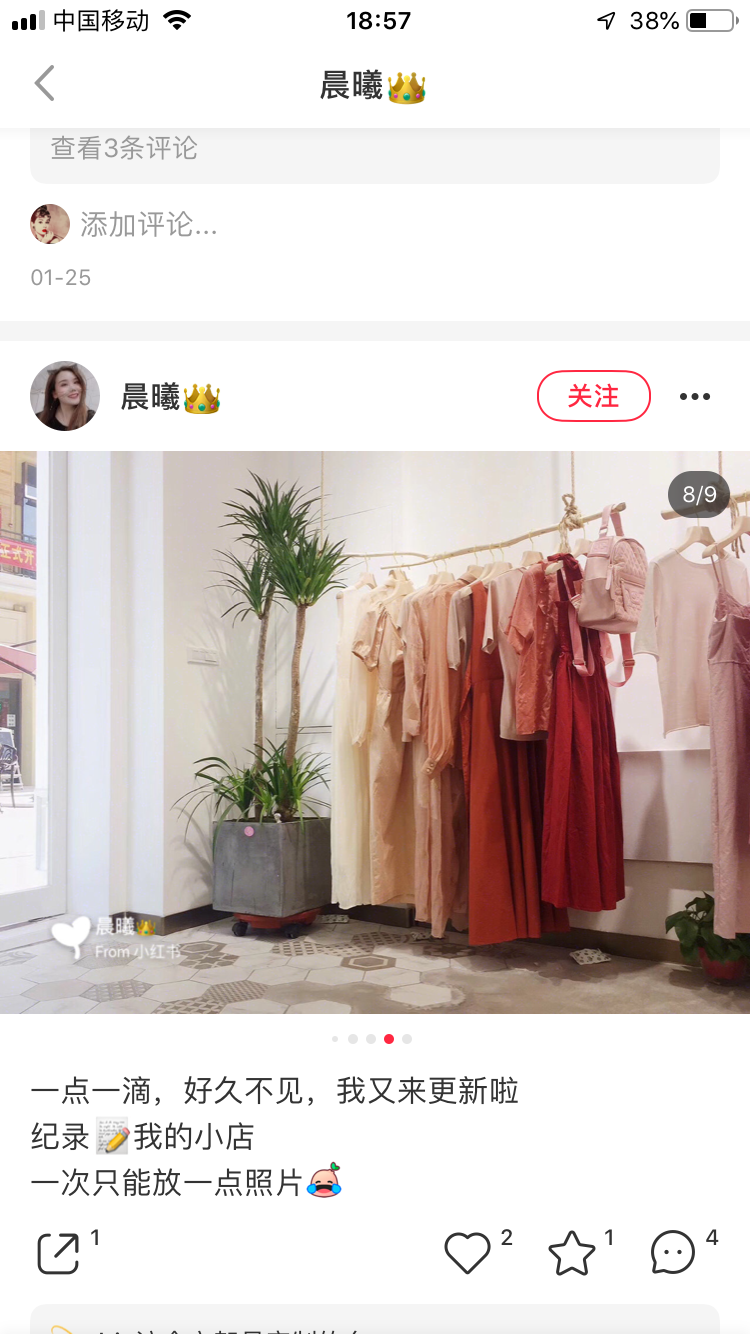 中国移动 18:57 38%
晨曦👑
查看3条评论
添加评论...
01-25
晨曦👑
关注
8/9
正式开
晨曦👑
From 小红书
一点一滴，好久不见，我又来更新啦
纪录📝我的小店
一次只能放一点照片
1 2 1 4